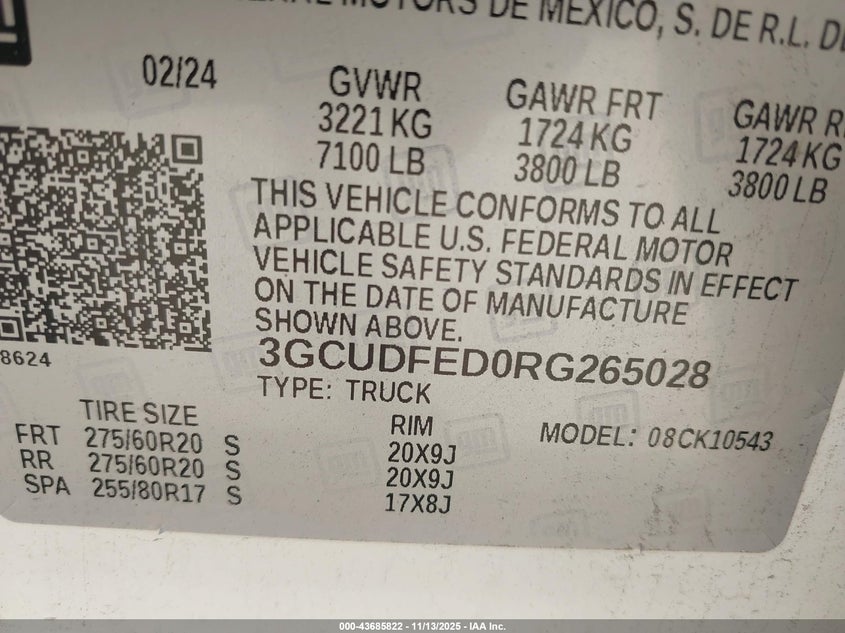 MOTORS DE MEXICO, S. DE R.L. DE
02/24
GVWR GAWR FRT GAWR R
3221 KG 1724 KG 1724 KG
7100 LB 3800 LB 3800 LB
THIS VEHICLE CONFORMS TO ALL
APPLICABLE U.S. FEDERAL MOTOR
VEHICLE SAFETY STANDARDS IN EFFECT
ON THE DATE OF MANUFACTURE
SHOWN ABOVE.
3GCUDFED0RG265028
8624
TYPE: TRUCK
TIRE SIZE RIM MODEL: 08CK10543
FRT 275/60R20 S 20X9J
RR 275/60R20 S 20X9J
SPA 255/80R17 S 17X8J
000-43685822 - 11/13/2025 - IAA Inc.